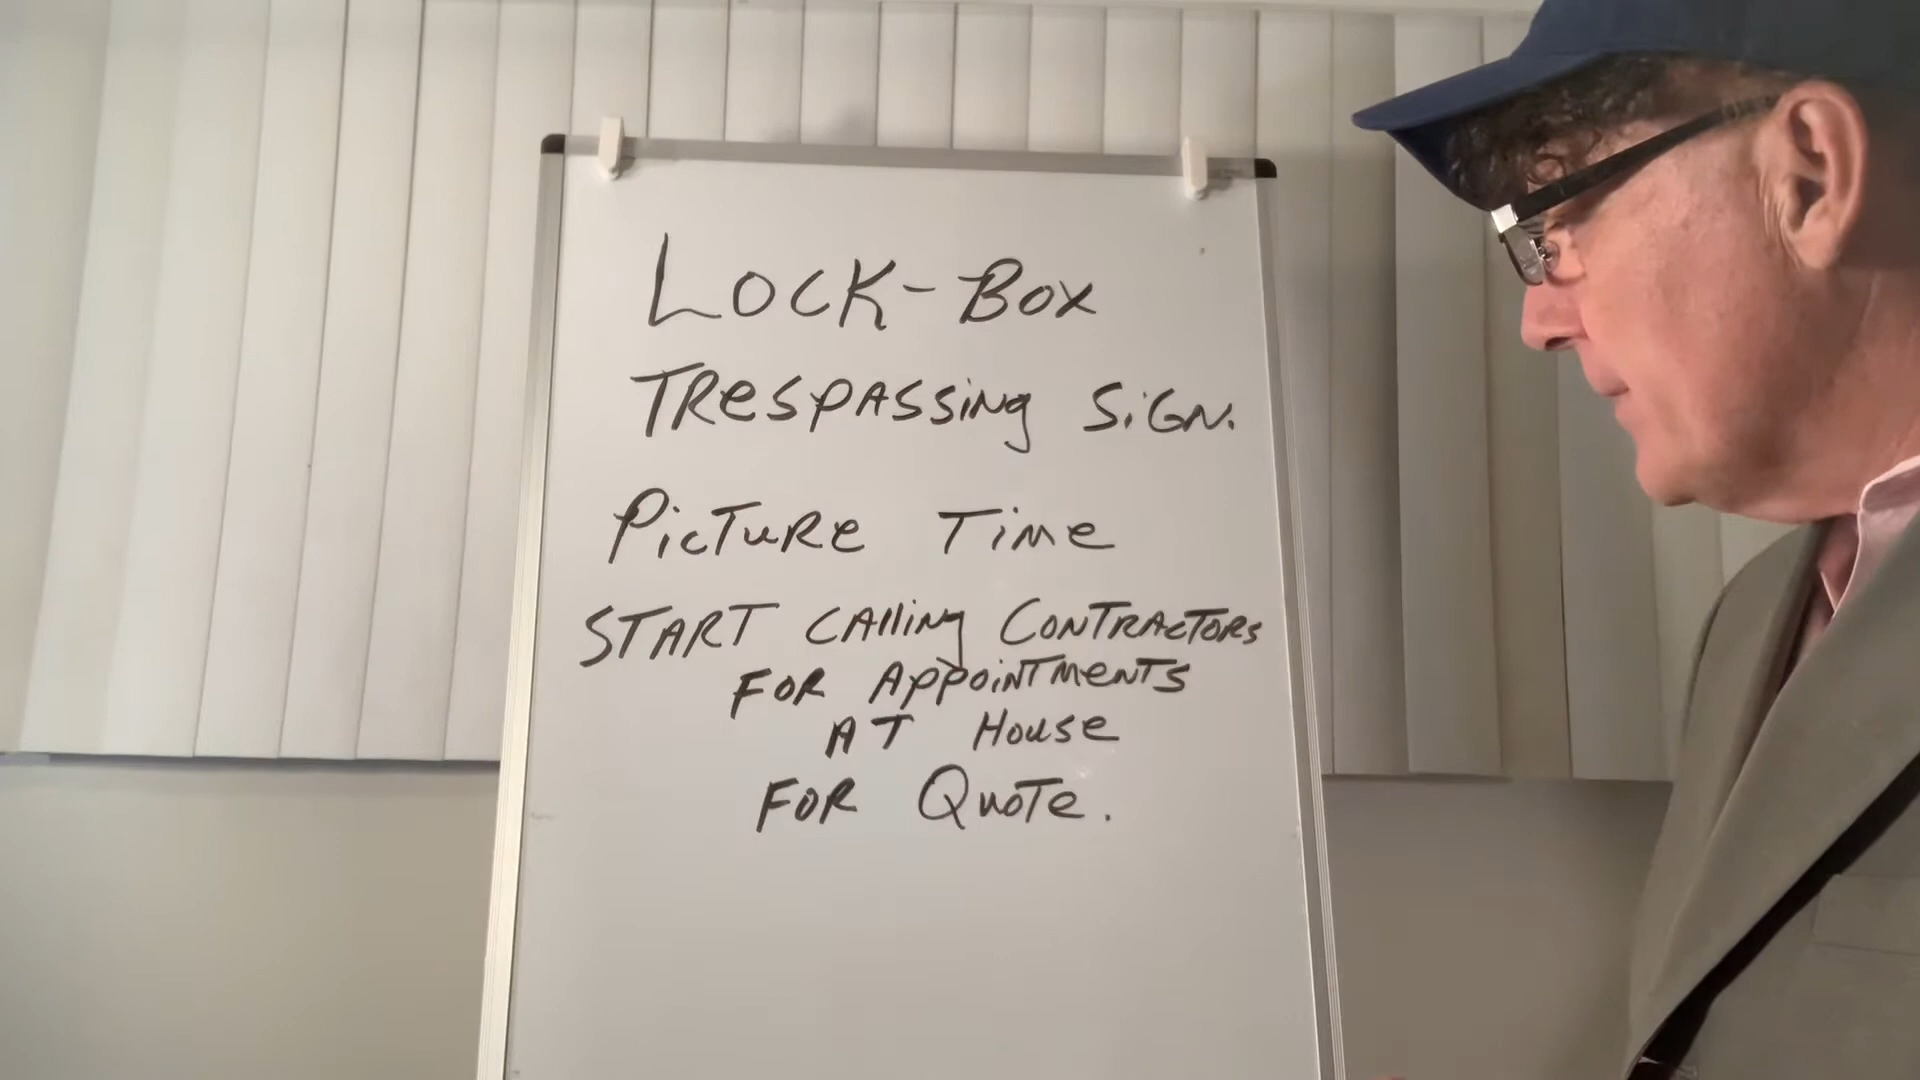 LOCK-BOX
TRESPASSING SIGN.
PICTURE TIME
START CALLING CONTRACTORS
FOR APPOINTMENTS
AT HOUSE
FOR QUOTE.